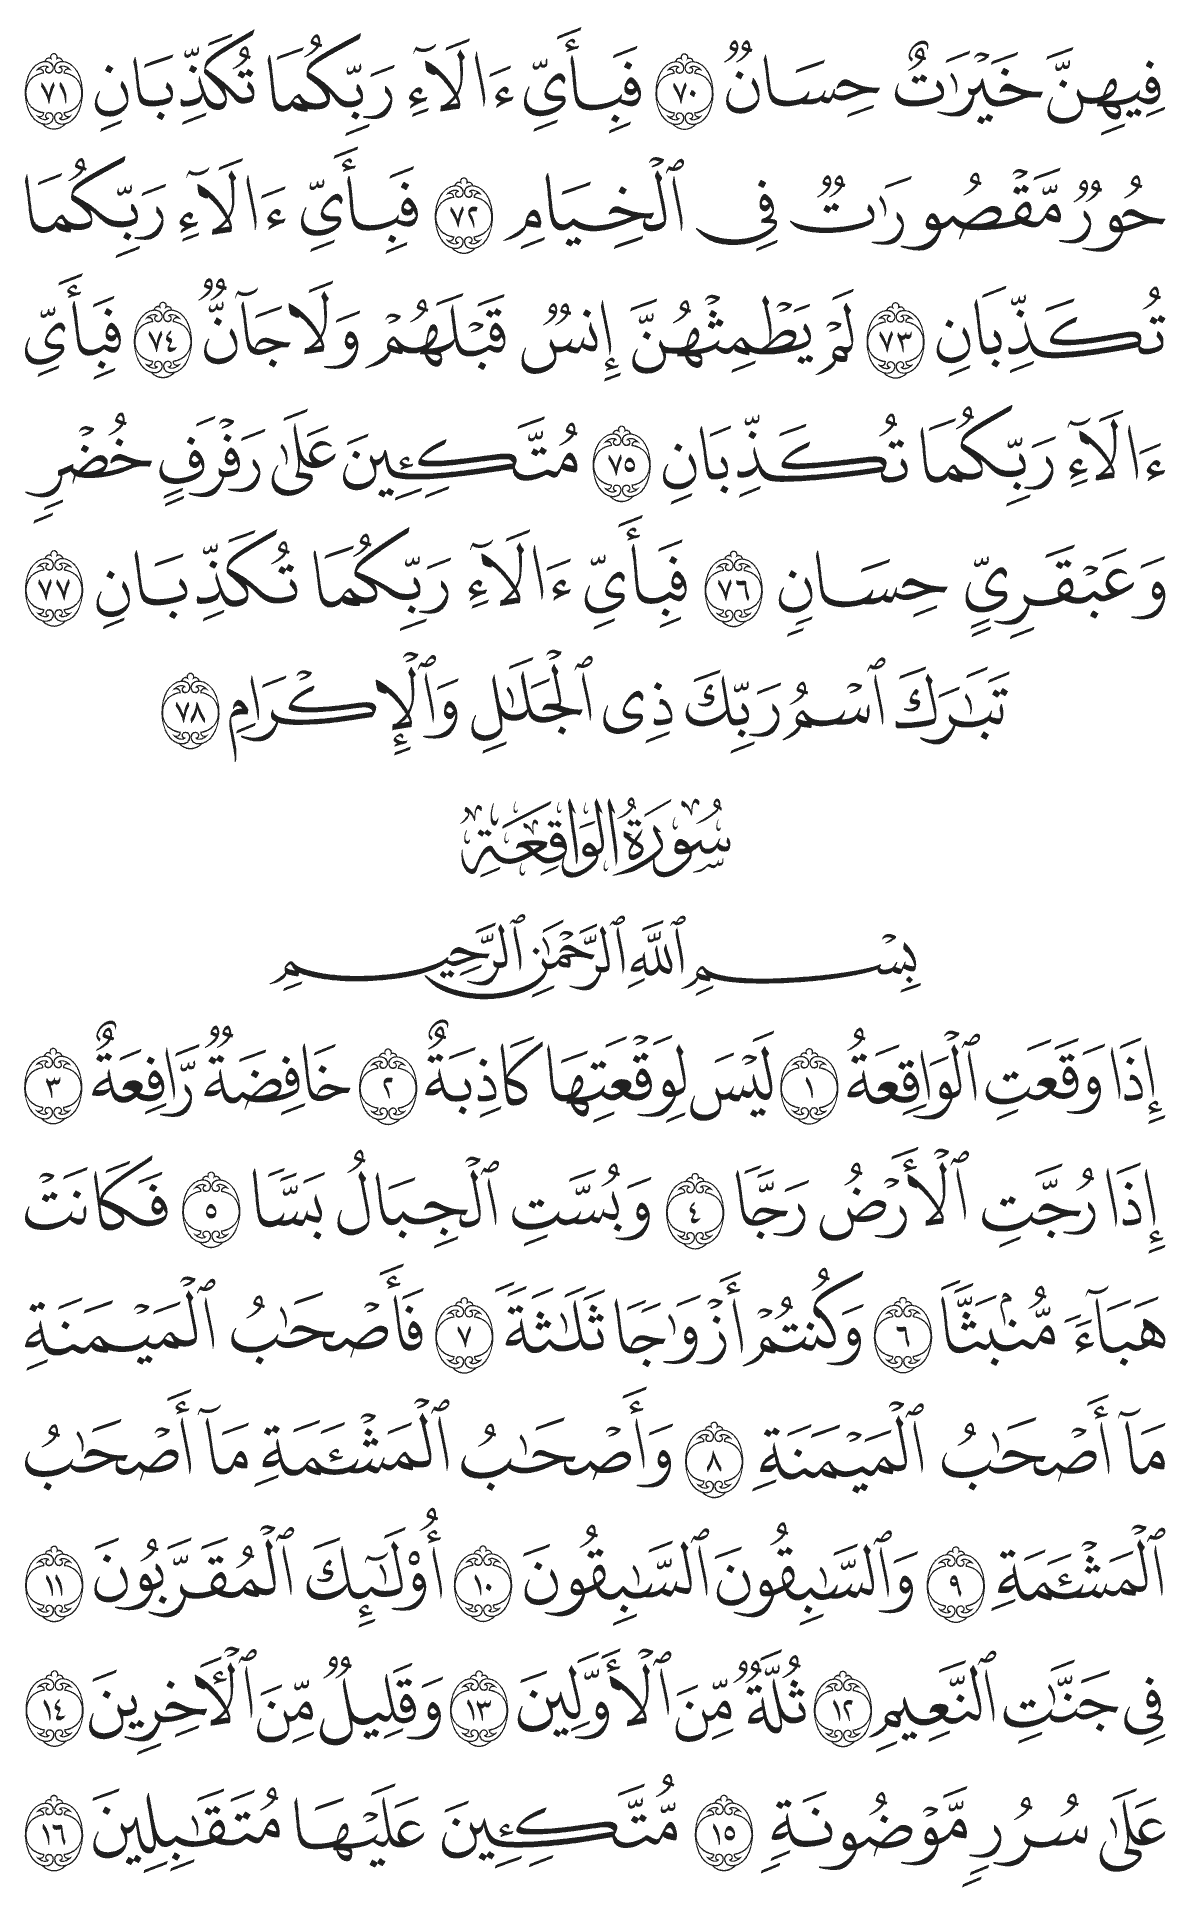 فِيهِنَّ خَيْرَٰتٌ حِسَانٌ ٧٠ فَبِأَىِّ ءَالَآءِ رَبِّكُمَا تُكَذِّبَانِ ٧١
حُورٌ مَّقْصُورَٰتٌ فِى ٱلْخِيَامِ ٧٢ فَبِأَىِّ ءَالَآءِ رَبِّكُمَا
تُكَذِّبَانِ ٧٣ لَمْ يَطْمِثْهُنَّ إِنسٌ قَبْلَهُمْ وَلَا جَآنٌّ ٧٤ فَبِأَىِّ
ءَالَآءِ رَبِّكُمَا تُكَذِّبَانِ ٧٥ مُتَّكِـِٔينَ عَلَىٰ رَفْرَفٍ خُضْرٍ
وَعَبْقَرِىٍّ حِسَانٍ ٧٦ فَبِأَىِّ ءَالَآءِ رَبِّكُمَا تُكَذِّبَانِ ٧٧
تَبَٰرَكَ ٱسْمُ رَبِّكَ ذِى ٱلْجَلَٰلِ وَٱلْإِكْرَامِ ٧٨
سُورَةُ الوَاقِعَةِ
بِسْمِ ٱللَّهِ ٱلرَّحْمَٰنِ ٱلرَّحِيمِ
إِذَا وَقَعَتِ ٱلْوَاقِعَةُ ١ لَيْسَ لِوَقْعَتِهَا كَاذِبَةٌ ٢ خَافِضَةٌ رَّافِعَةٌ ٣
إِذَا رُجَّتِ ٱلْأَرْضُ رَجًّا ٤ وَبُسَّتِ ٱلْجِبَالُ بَسًّا ٥ فَكَانَتْ
هَبَآءً مُّنۢبَثًّا ٦ وَكُنتُمْ أَزْوَٰجًا ثَلَٰثَةً ٧ فَأَصْحَٰبُ ٱلْمَيْمَنَةِ
مَآ أَصْحَٰبُ ٱلْمَيْمَنَةِ ٨ وَأَصْحَٰبُ ٱلْمَشْـَٔمَةِ مَآ أَصْحَٰبُ
ٱلْمَشْـَٔمَةِ ٩ وَٱلسَّٰبِقُونَ ٱلسَّٰبِقُونَ ١٠ أُو۟لَٰٓئِكَ ٱلْمُقَرَّبُونَ ١١
فِى جَنَّٰتِ ٱلنَّعِيمِ ١٢ ثُلَّةٌ مِّنَ ٱلْأَوَّلِينَ ١٣ وَقَلِيلٌ مِّنَ ٱلْـَٔاخِرِينَ ١٤
عَلَىٰ سُرُرٍ مَّوْضُونَةٍ ١٥ مُّتَّكِـِٔينَ عَلَيْهَا مُتَقَٰبِلِينَ ١٦